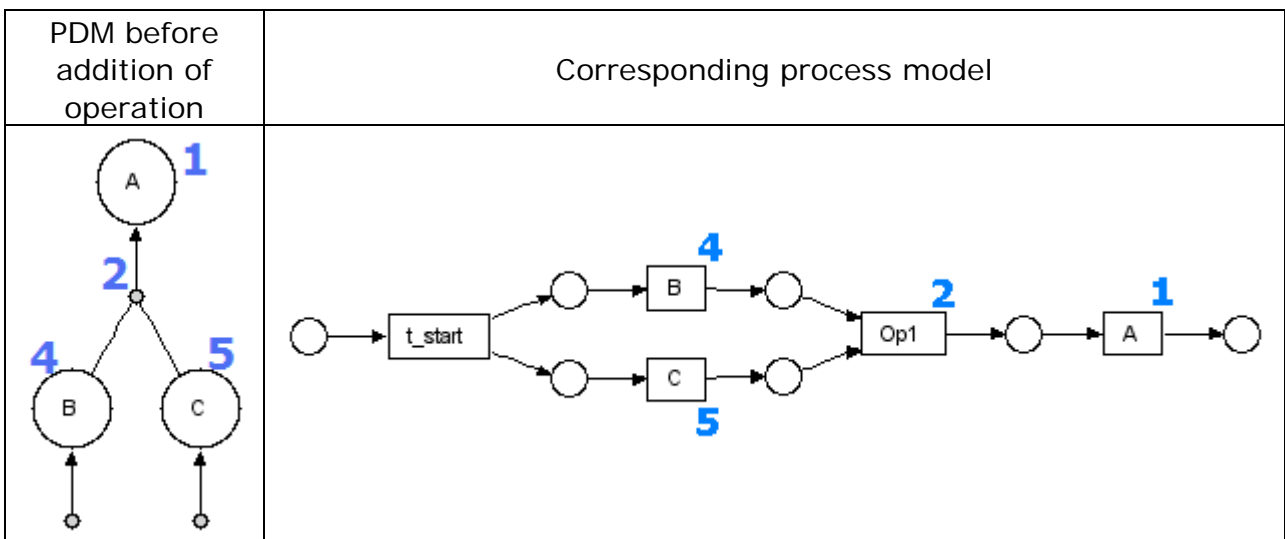 PDM before
addition of
operation
Corresponding process model
A
1
2
4
5
B
C
4
B
2
1
t_start
Op1
A
C
5